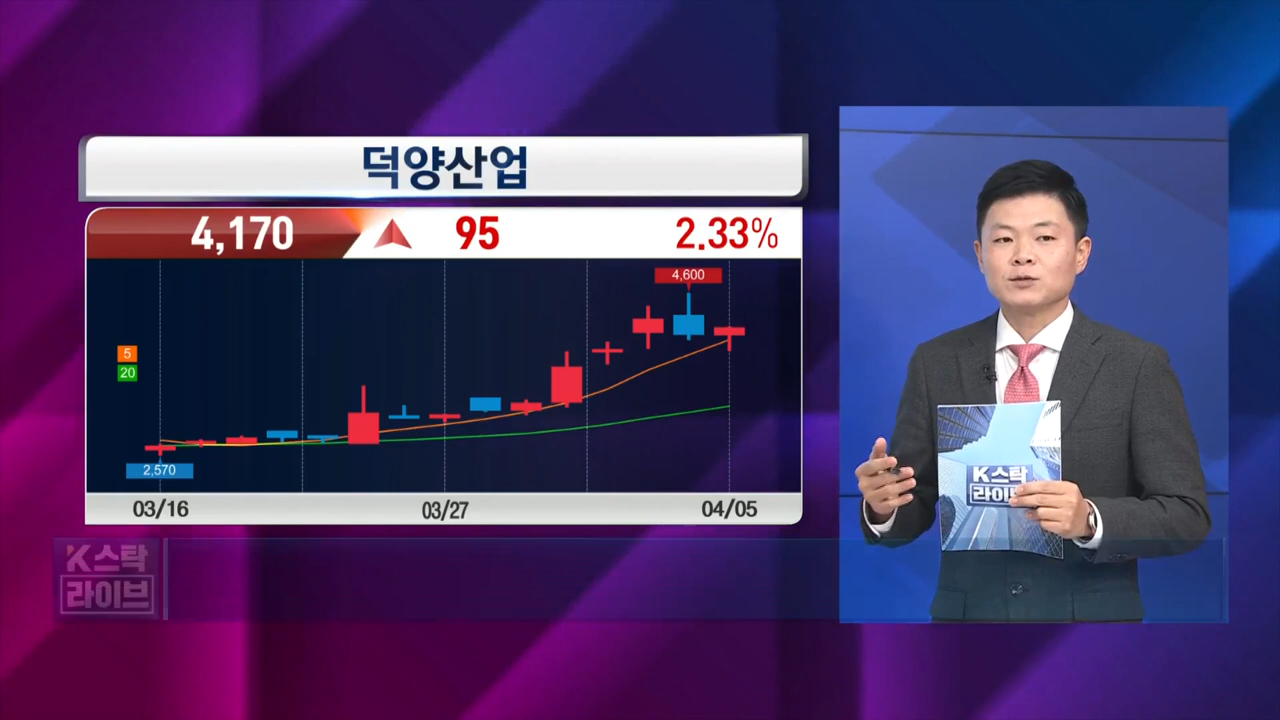 덕양산업
4,170 95 2.33%
4,600
5
20
2,570
03/16 03/27 04/05
K스탁
라이브
K스탁
라이브